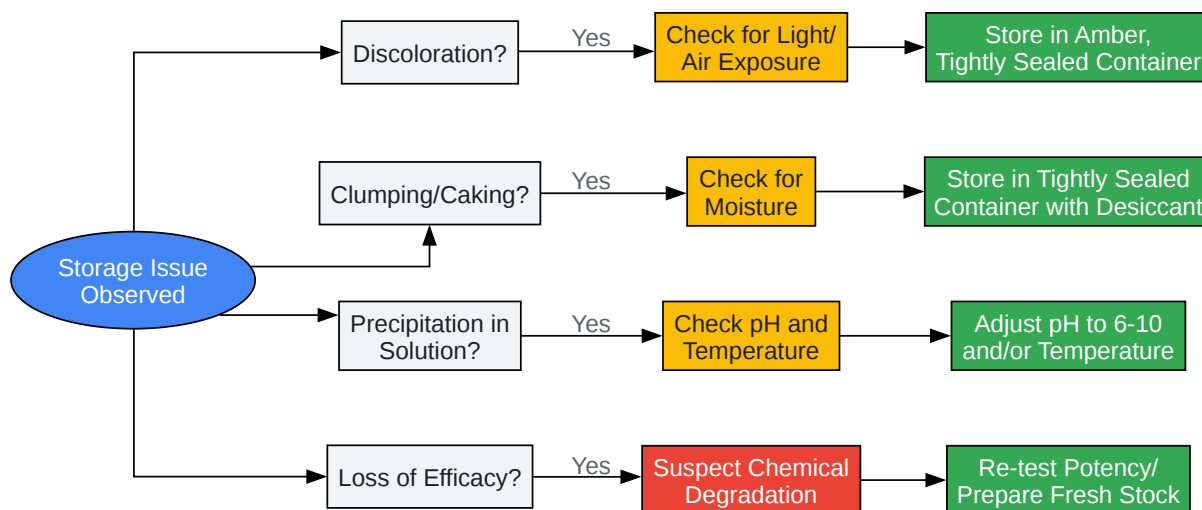 Discoloration?
Yes
Check for Light/
Air Exposure
Store in Amber,
Tightly Sealed Container
Clumping/Caking?
Yes
Check for
Moisture
Store in Tightly Sealed
Container with Desiccant
Storage Issue
Observed
Precipitation in
Solution?
Yes
Check pH and
Temperature
Adjust pH to 6-10
and/or Temperature
Loss of Efficacy?
Yes
Suspect Chemical
Degradation
Re-test Potency/
Prepare Fresh Stock